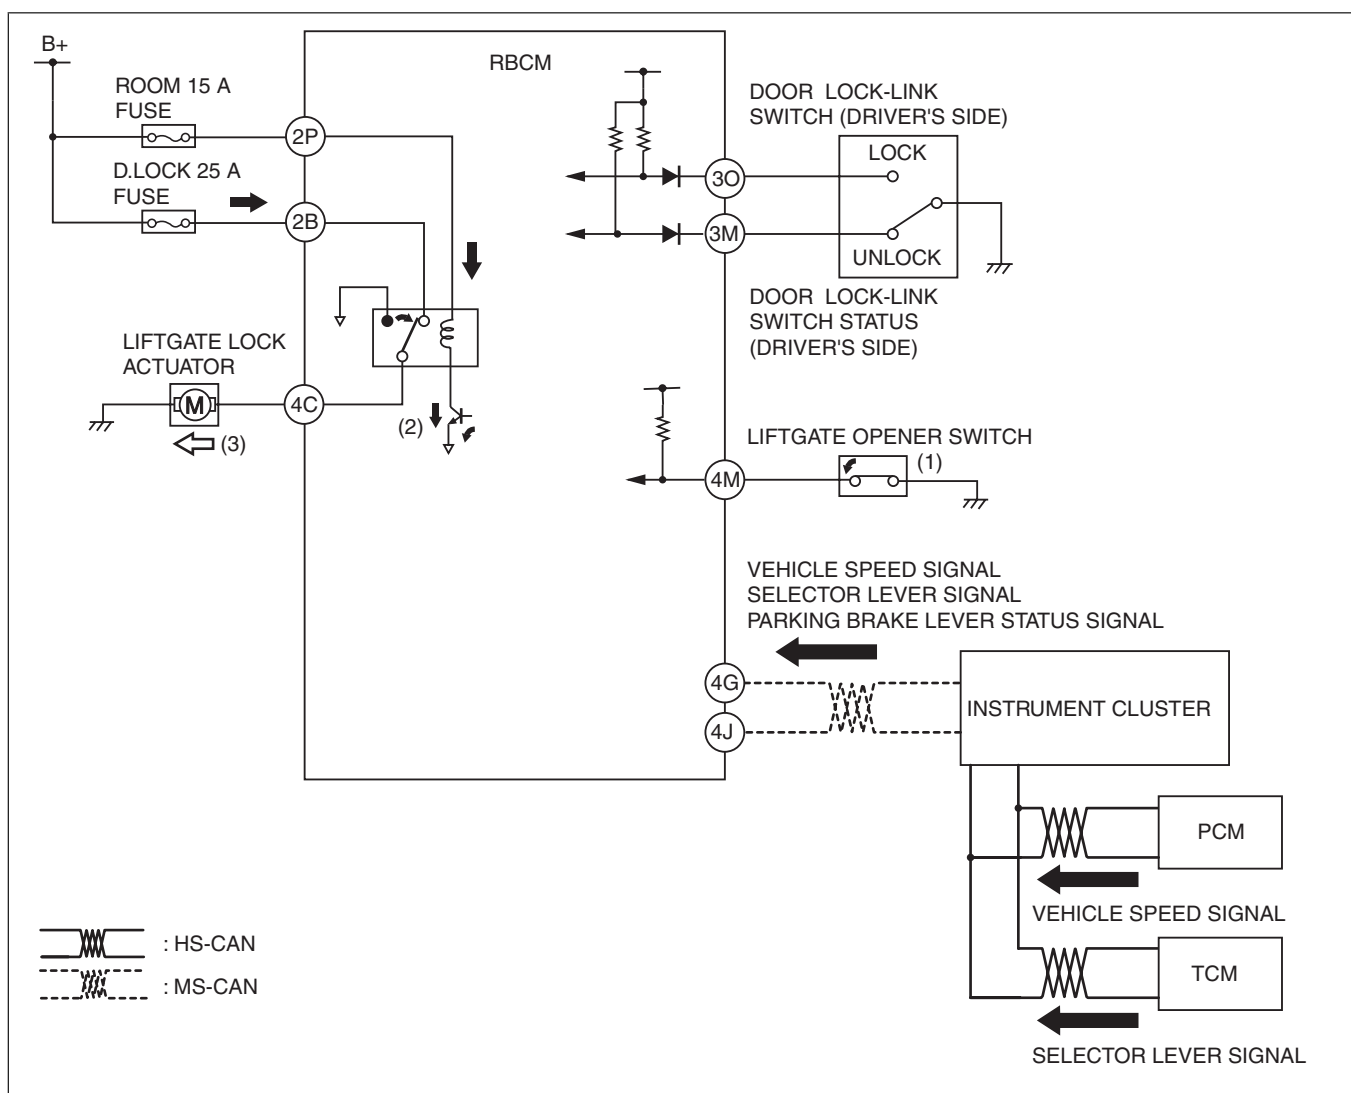 B+
RBCM
ROOM 15 A
FUSE
2P
D.LOCK 25 A
FUSE
2B
DOOR LOCK-LINK
SWITCH (DRIVER'S SIDE)
LOCK
3O
3M
UNLOCK
DOOR LOCK-LINK
SWITCH STATUS
(DRIVER'S SIDE)
LIFTGATE LOCK
ACTUATOR
M
4C
(2)
(3)
LIFTGATE OPENER SWITCH
(1)
4M
VEHICLE SPEED SIGNAL
SELECTOR LEVER SIGNAL
PARKING BRAKE LEVER STATUS SIGNAL
4G
4J
INSTRUMENT CLUSTER
PCM
VEHICLE SPEED SIGNAL
TCM
SELECTOR LEVER SIGNAL
: HS-CAN
: MS-CAN